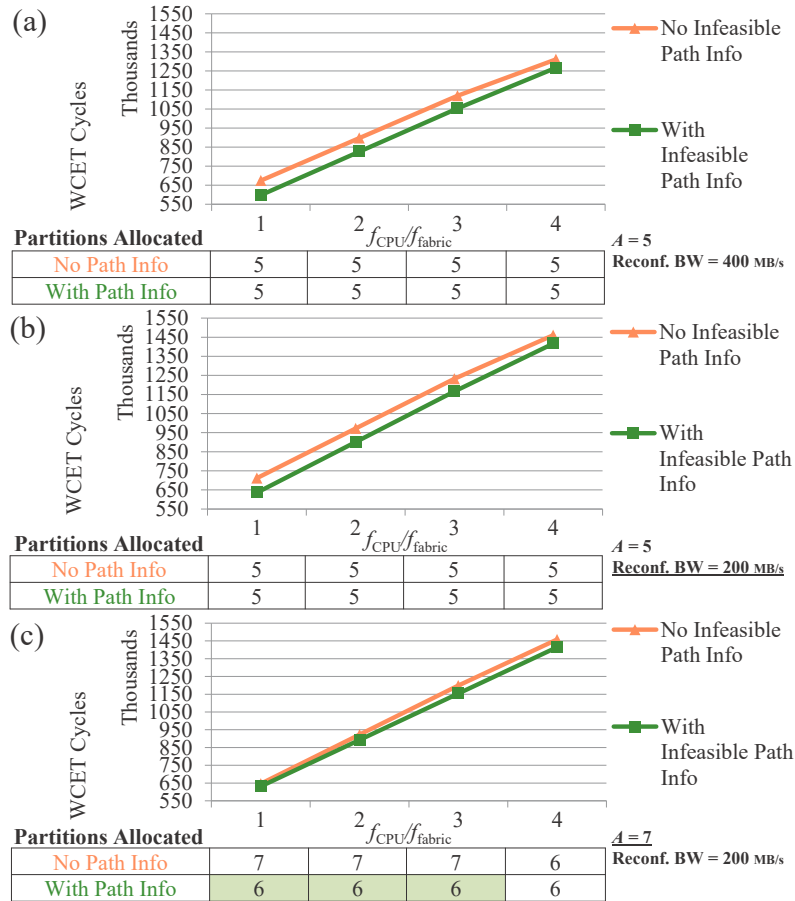 (a)
WCET Cycles
Thousands
1550
1450
1350
1250
1150
1050
950
850
750
650
550
1 2 3 4
fCPU/ffabric
No Infeasible
Path Info
With
Infeasible
Path Info
Partitions Allocated
No Path Info 5 5 5 5
With Path Info 5 5 5 5
A = 5
Reconf. BW = 400 MB/s
(b)
WCET Cycles
Thousands
1550
1450
1350
1250
1150
1050
950
850
750
650
550
1 2 3 4
fCPU/ffabric
No Infeasible
Path Info
With
Infeasible Path
Info
Partitions Allocated
No Path Info 5 5 5 5
With Path Info 5 5 5 5
A = 5
Reconf. BW = 200 MB/s
(c)
WCET Cycles
Thousands
1550
1450
1350
1250
1150
1050
950
850
750
650
550
1 2 3 4
fCPU/ffabric
No Infeasible
Path Info
With
Infeasible Path
Info
Partitions Allocated
No Path Info 7 7 7 6
With Path Info 6 6 6 6
A = 7
Reconf. BW = 200 MB/s